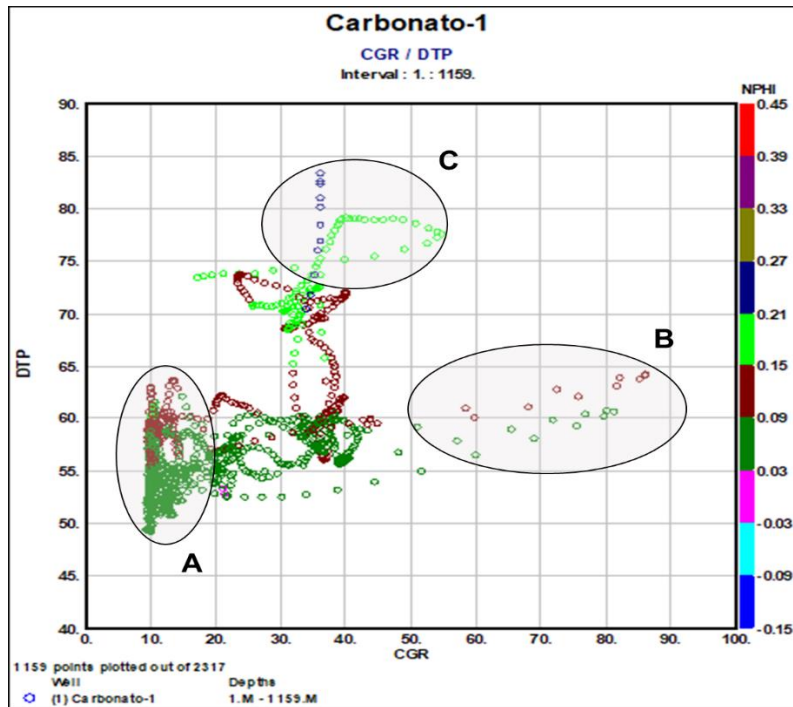 Carbonato-1
CGR / DTP
Interval : 1. : 1159.
NPHI
90.
85.
80.
75.
70.
65.
60.
55.
50.
45.
40.
DTP
C
B
A
0.45
0.39
0.33
0.27
0.21
0.15
0.09
0.03
-0.03
-0.09
-0.15
0. 10. 20. 30. 40. 50. 60. 70. 80. 90. 100.
CGR
1159 points plotted out of 2317
Well Depths
(1) Carbonato-1 1.M - 1159.M